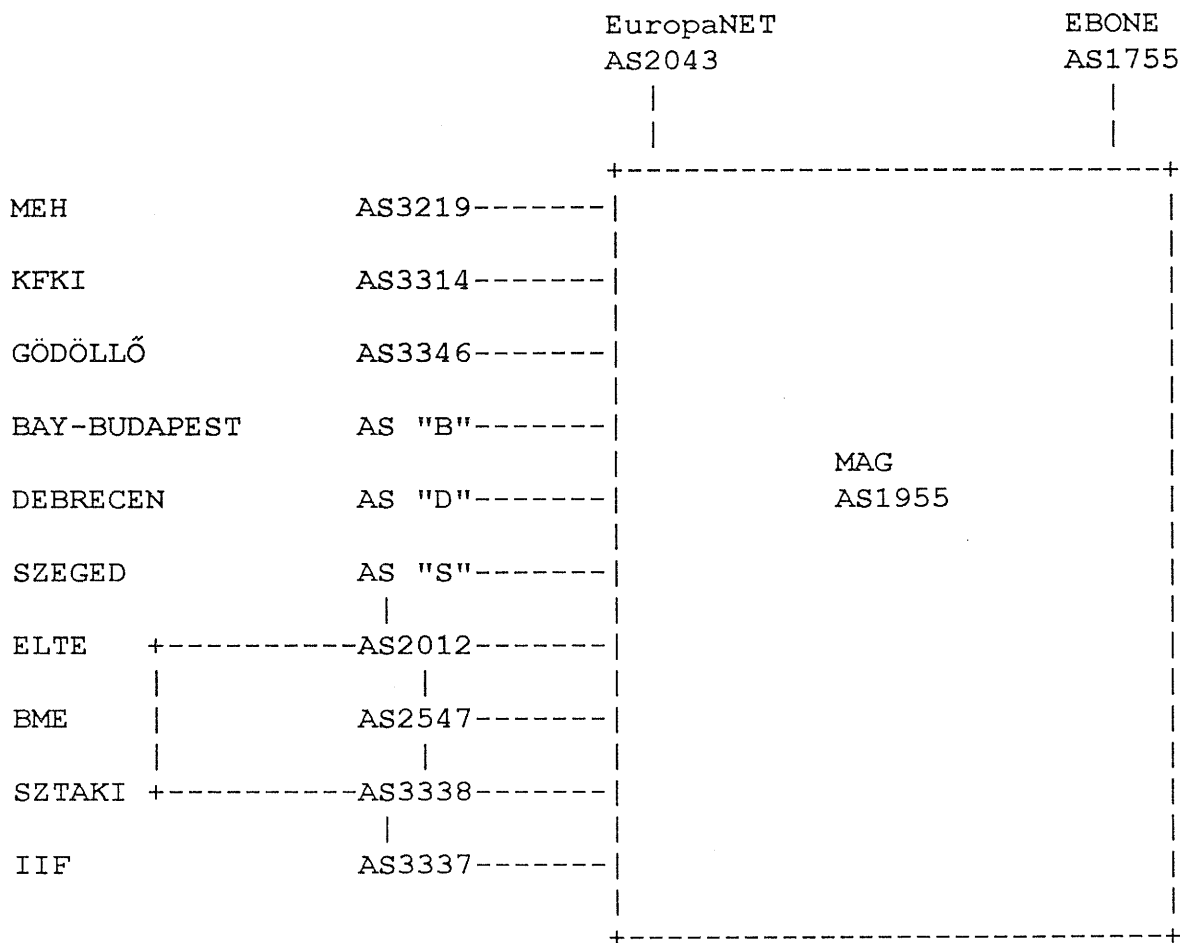 EuropaNET EBONE
AS2043 AS1755
MEH AS3219
KFKI AS3314
GÖDÖLLŐ AS3346
BAY-BUDAPEST AS "B"
MAG
DEBRECEN AS "D" AS1955
SZEGED AS "S"
ELTE AS2012
BME AS2547
SZTAKI AS3338
IIF AS3337